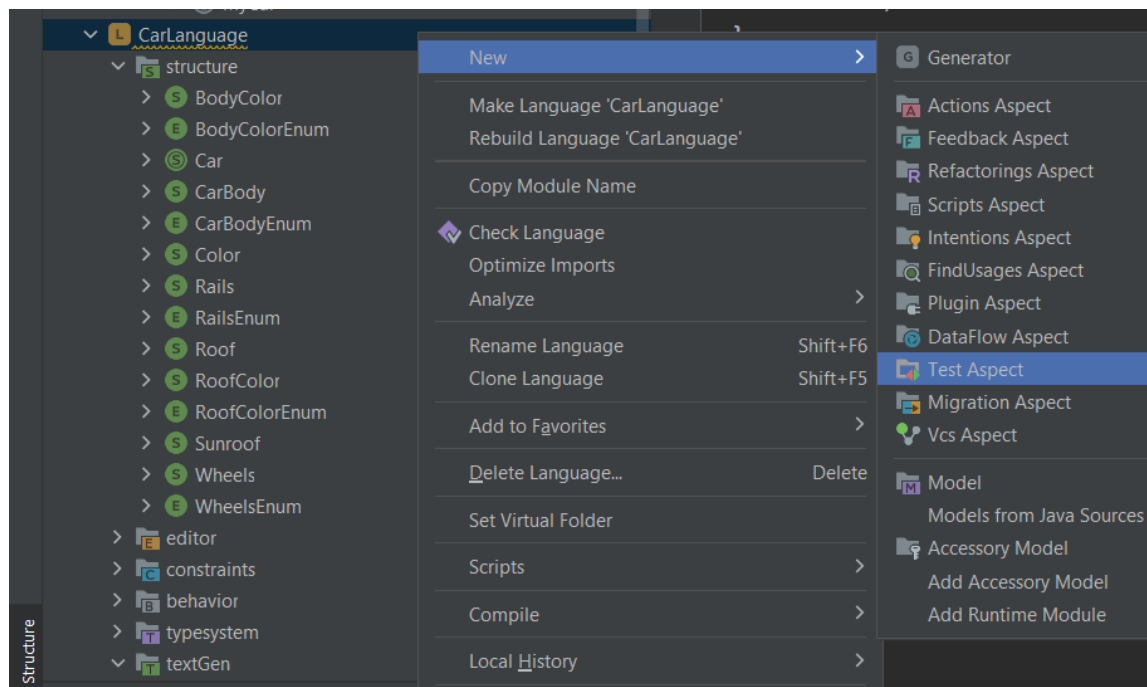 CarLanguage
structure
BodyColor
BodyColorEnum
Car
CarBody
CarBodyEnum
Color
Rails
RailsEnum
Roof
RoofColor
RoofColorEnum
Sunroof
Wheels
WheelsEnum
editor
constraints
behavior
typesystem
textGen
Structure
New
Make Language 'CarLanguage'
Rebuild Language 'CarLanguage'
Copy Module Name
Check Language
Optimize Imports
Analyze
Rename Language Shift+F6
Clone Language Shift+F5
Add to Favorites
Delete Language... Delete
Set Virtual Folder
Scripts
Compile
Local History
Generator
Actions Aspect
Feedback Aspect
Refactorings Aspect
Scripts Aspect
Intentions Aspect
FindUsages Aspect
Plugin Aspect
DataFlow Aspect
Test Aspect
Migration Aspect
Vcs Aspect
Model
Models from Java Sources
Accessory Model
Add Accessory Model
Add Runtime Module